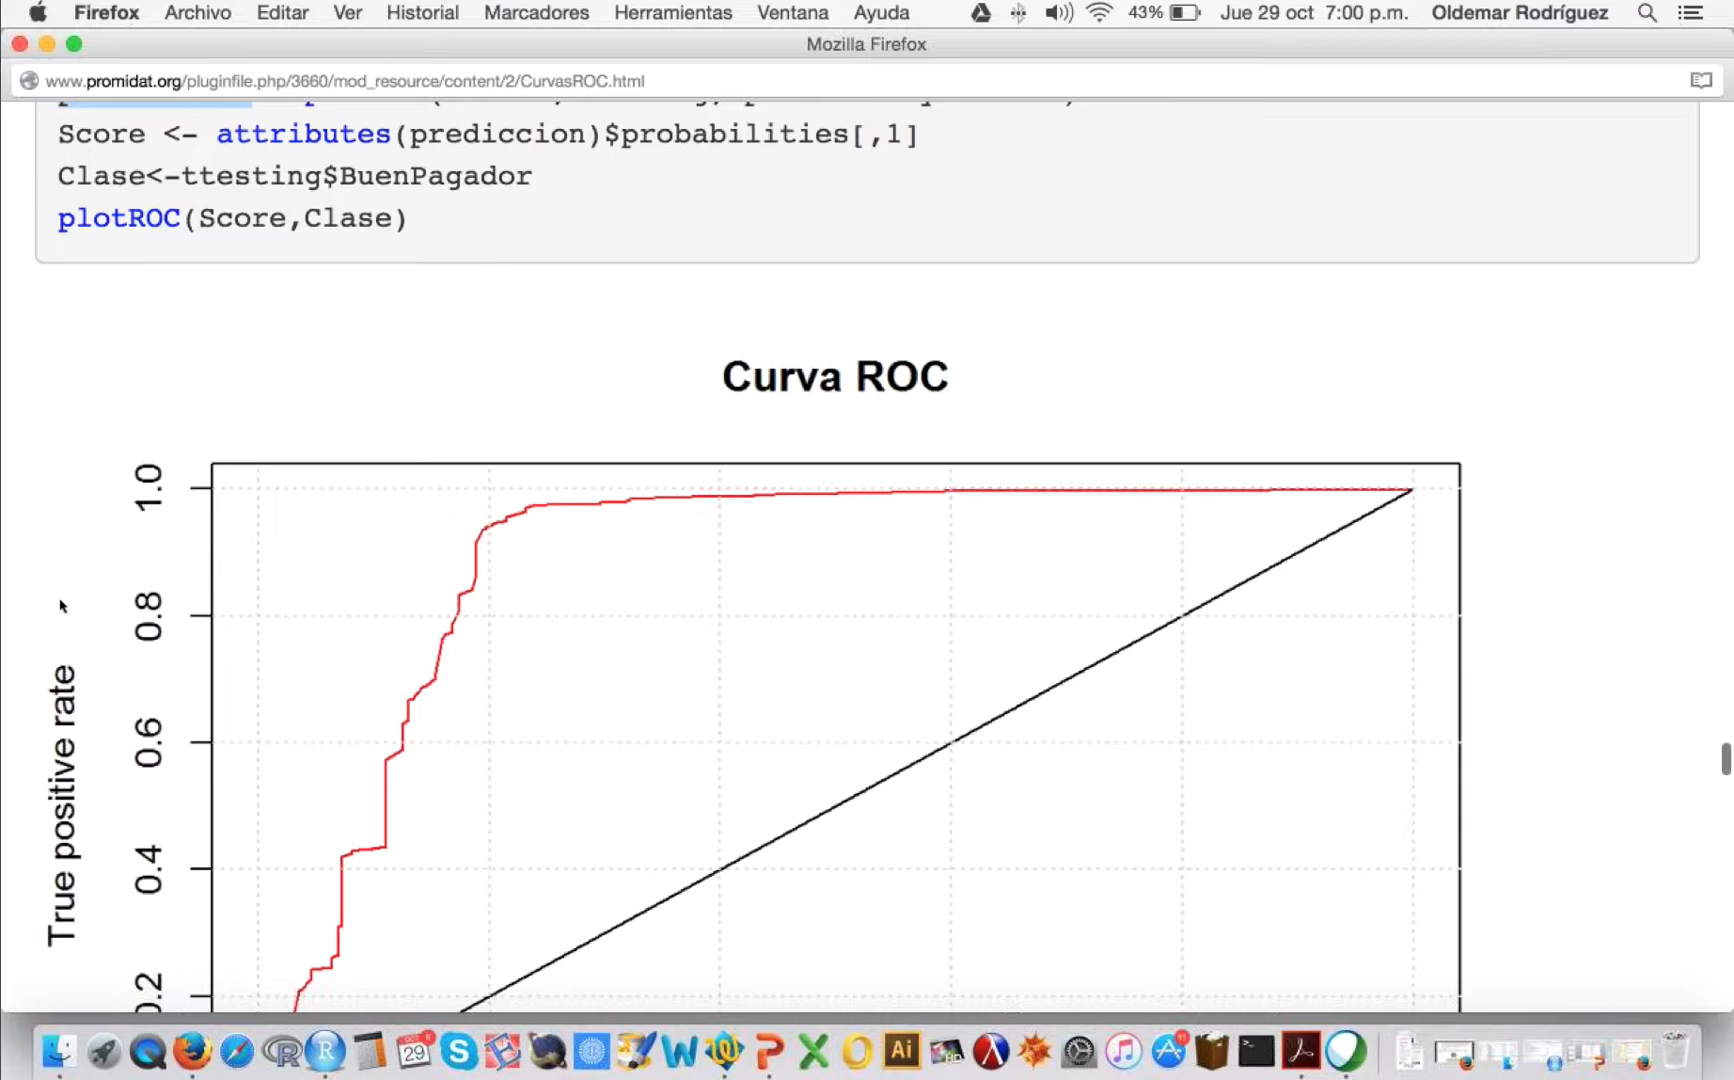 Firefox Archivo Editar Ver Historial Marcadores Herramientas Ventana Ayuda 43% Jue 29 oct 7:00 p.m. Oldemar Rodríguez
Mozilla Firefox
www.promidat.org/pluginfile.php/3660/mod_resource/content/2/CurvasROC.html
Score <- attributes(prediccion)$probabilities[,1]
Clase<-ttesting$BuenPagador
plotROC(Score,Clase)
Curva ROC
1.0
0.8
0.6
0.4
0.2
True positive rate
29
Ai